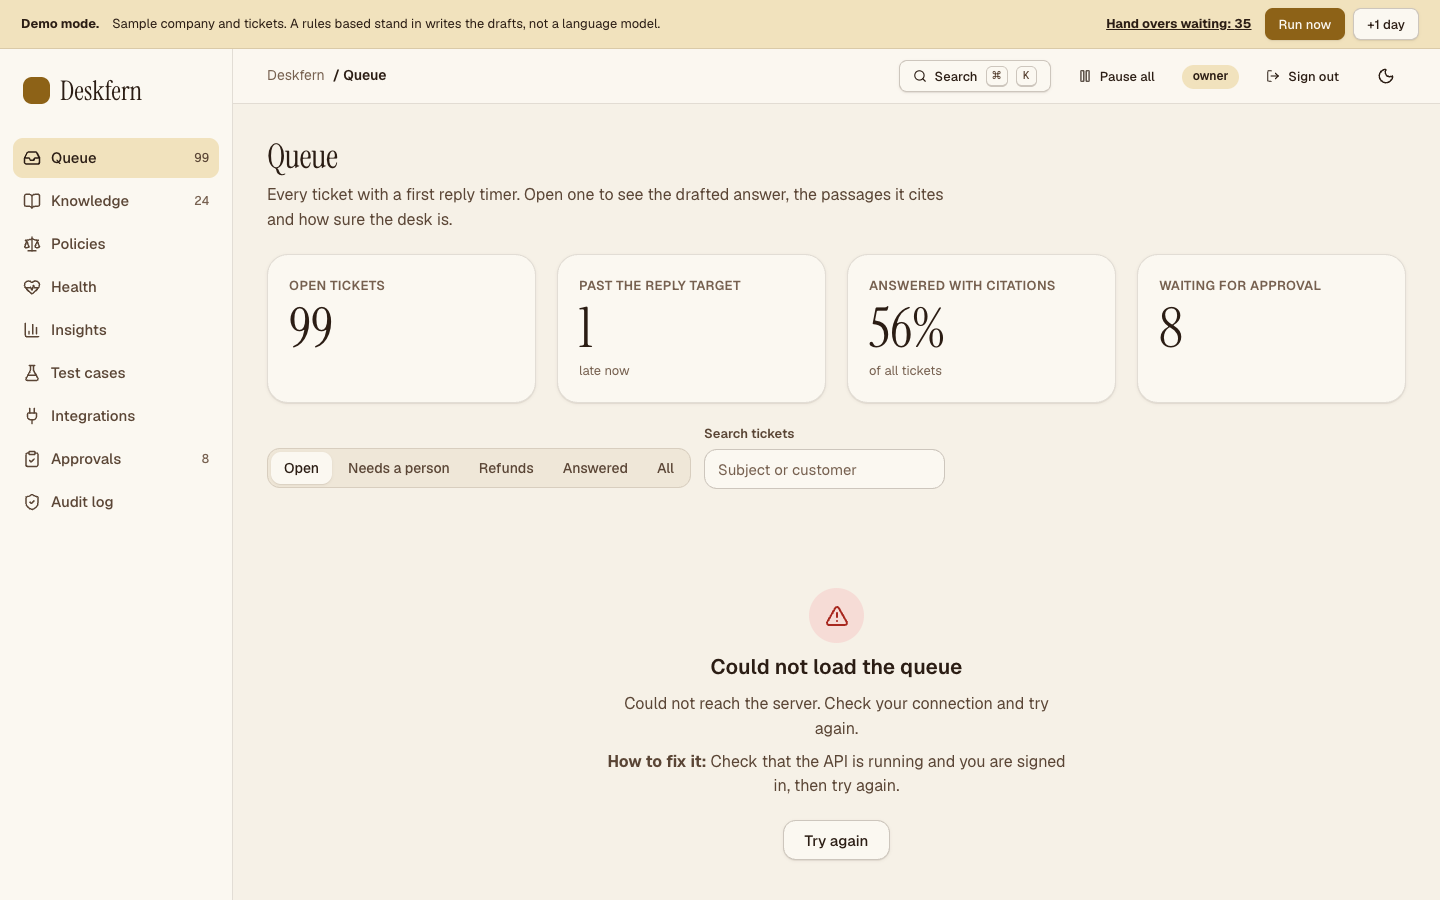 Demo mode. Sample company and tickets. A rules based stand in writes the drafts, not a language model.
Hand overs waiting: 35
Run now
+1 day
Deskfern
Deskfern / Queue
Search ⌘ K
Pause all
owner
Sign out
Queue 99
Knowledge 24
Policies
Health
Insights
Test cases
Integrations
Approvals 8
Audit log
Queue
Every ticket with a first reply timer. Open one to see the drafted answer, the passages it cites
and how sure the desk is.
OPEN TICKETS
99
PAST THE REPLY TARGET
1
late now
ANSWERED WITH CITATIONS
56%
of all tickets
WAITING FOR APPROVAL
8
Open
Needs a person
Refunds
Answered
All
Search tickets
Subject or customer
Could not load the queue
Could not reach the server. Check your connection and try
again.
How to fix it: Check that the API is running and you are signed
in, then try again.
Try again